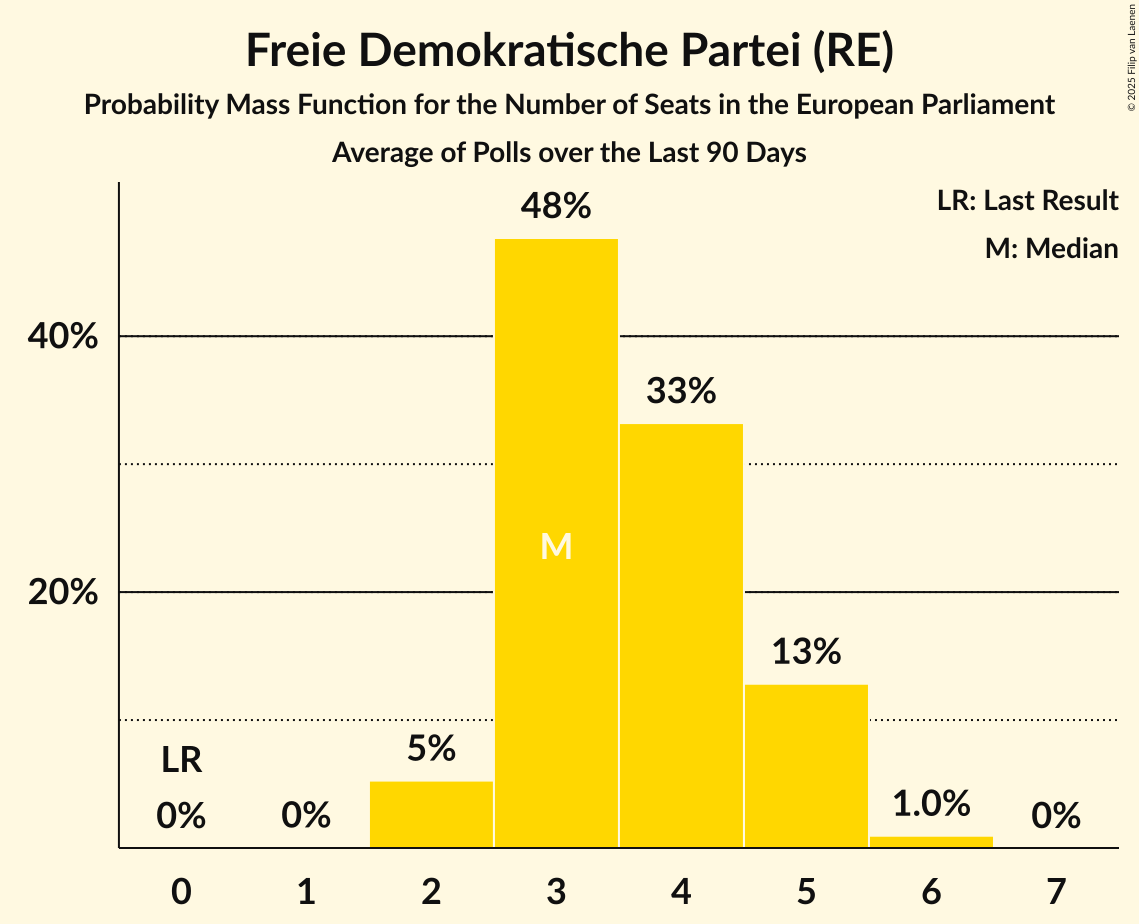 Freie Demokratische Partei (RE)
Probability Mass Function for the Number of Seats in the European Parliament
Average of Polls over the Last 90 Days
© 2025 Filip van Laenen
LR: Last Result
M: Median
48%
40%
33%
M
20%
13%
5%
LR
1.0%
0%
0%
0%
0 1 2 3 4 5 6 7